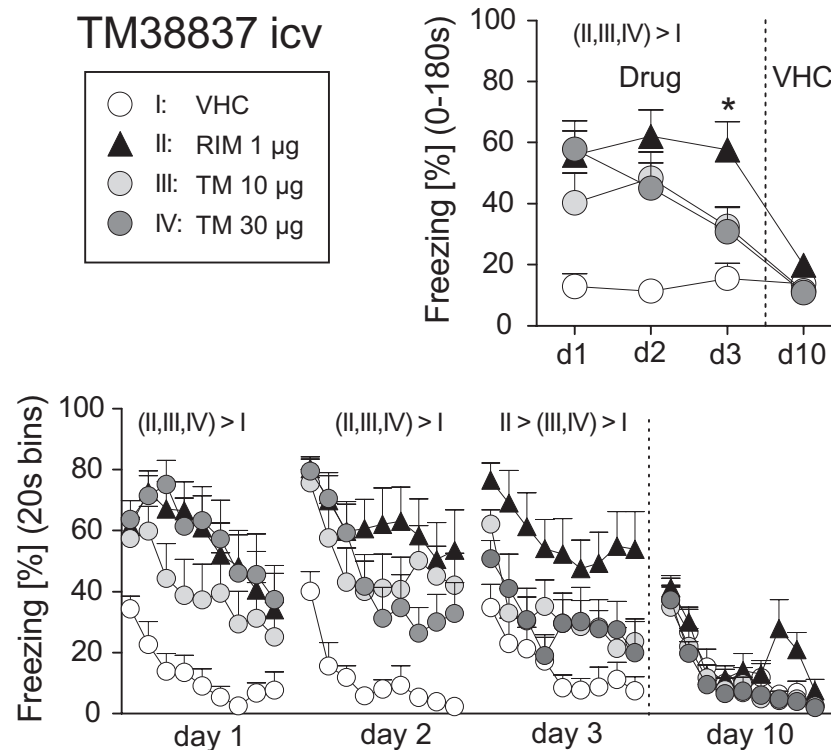 TM38837 icv
I: VHC
II: RIM 1 µg
III: TM 10 µg
IV: TM 30 µg
Freezing [%] (0-180s)
100
80
60
40
20
0
(II,III,IV) > I
Drug
VHC
*
d1 d2 d3 d10
Freezing [%] (20s bins)
100
80
60
40
20
0
(II,III,IV) > I
(II,III,IV) > I
II > (III,IV) > I
day 1 day 2 day 3 day 10